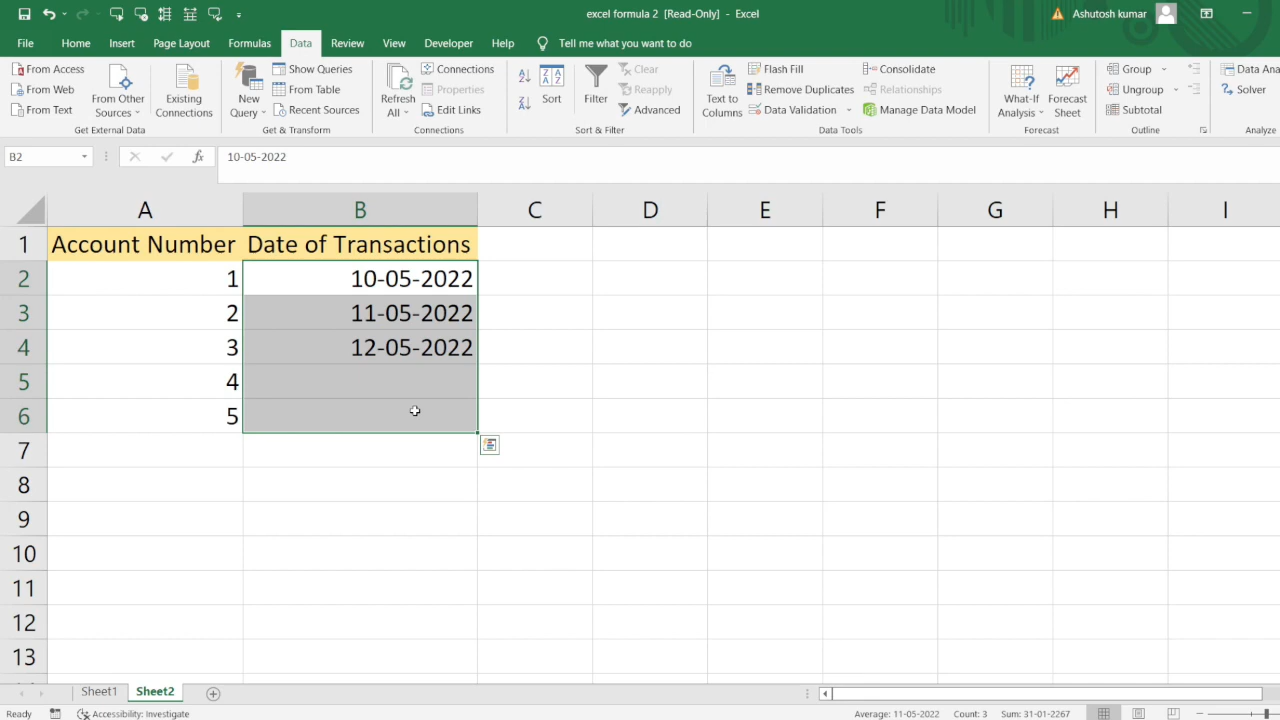 excel formula 2 [Read-Only] - Excel
Ashutosh kumar
File Home Insert Page Layout Formulas Data Review View Developer Help Tell me what you want to do
From Access
From Web
From Text
From Other Sources
Existing Connections
Get External Data
New Query
Show Queries
From Table
Recent Sources
Get & Transform
Refresh All
Connections
Properties
Edit Links
Connections
Sort
Filter
Clear
Reapply
Advanced
Sort & Filter
Text to Columns
Flash Fill
Remove Duplicates
Data Validation
Consolidate
Relationships
Manage Data Model
Data Tools
What-If Analysis
Forecast Sheet
Forecast
Group
Ungroup
Subtotal
Outline
Data Ana
Solver
Analyze
B2 fx 10-05-2022
A B C D E F G H I
1 Account Number Date of Transactions
2 1 10-05-2022
3 2 11-05-2022
4 3 12-05-2022
5 4
6 5
7
8
9
10
11
12
13
Sheet1 Sheet2
Ready Accessibility: Investigate Average: 11-05-2022 Count: 3 Sum: 31-01-2267